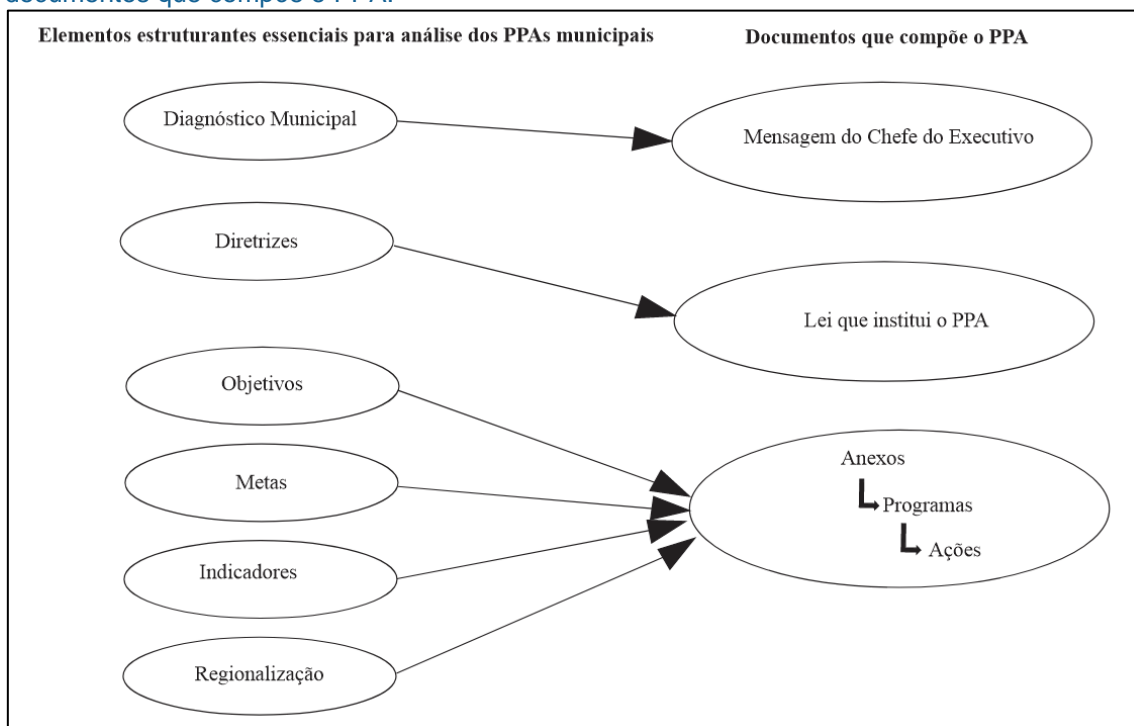 documentos que compõe o PPA.
Elementos estruturantes essenciais para análise dos PPAs municipais
Documentos que compõe o PPA
Diagnóstico Municipal
Mensagem do Chefe do Executivo
Diretrizes
Lei que institui o PPA
Objetivos
Metas
Indicadores
Regionalização
Anexos
Programas
Ações